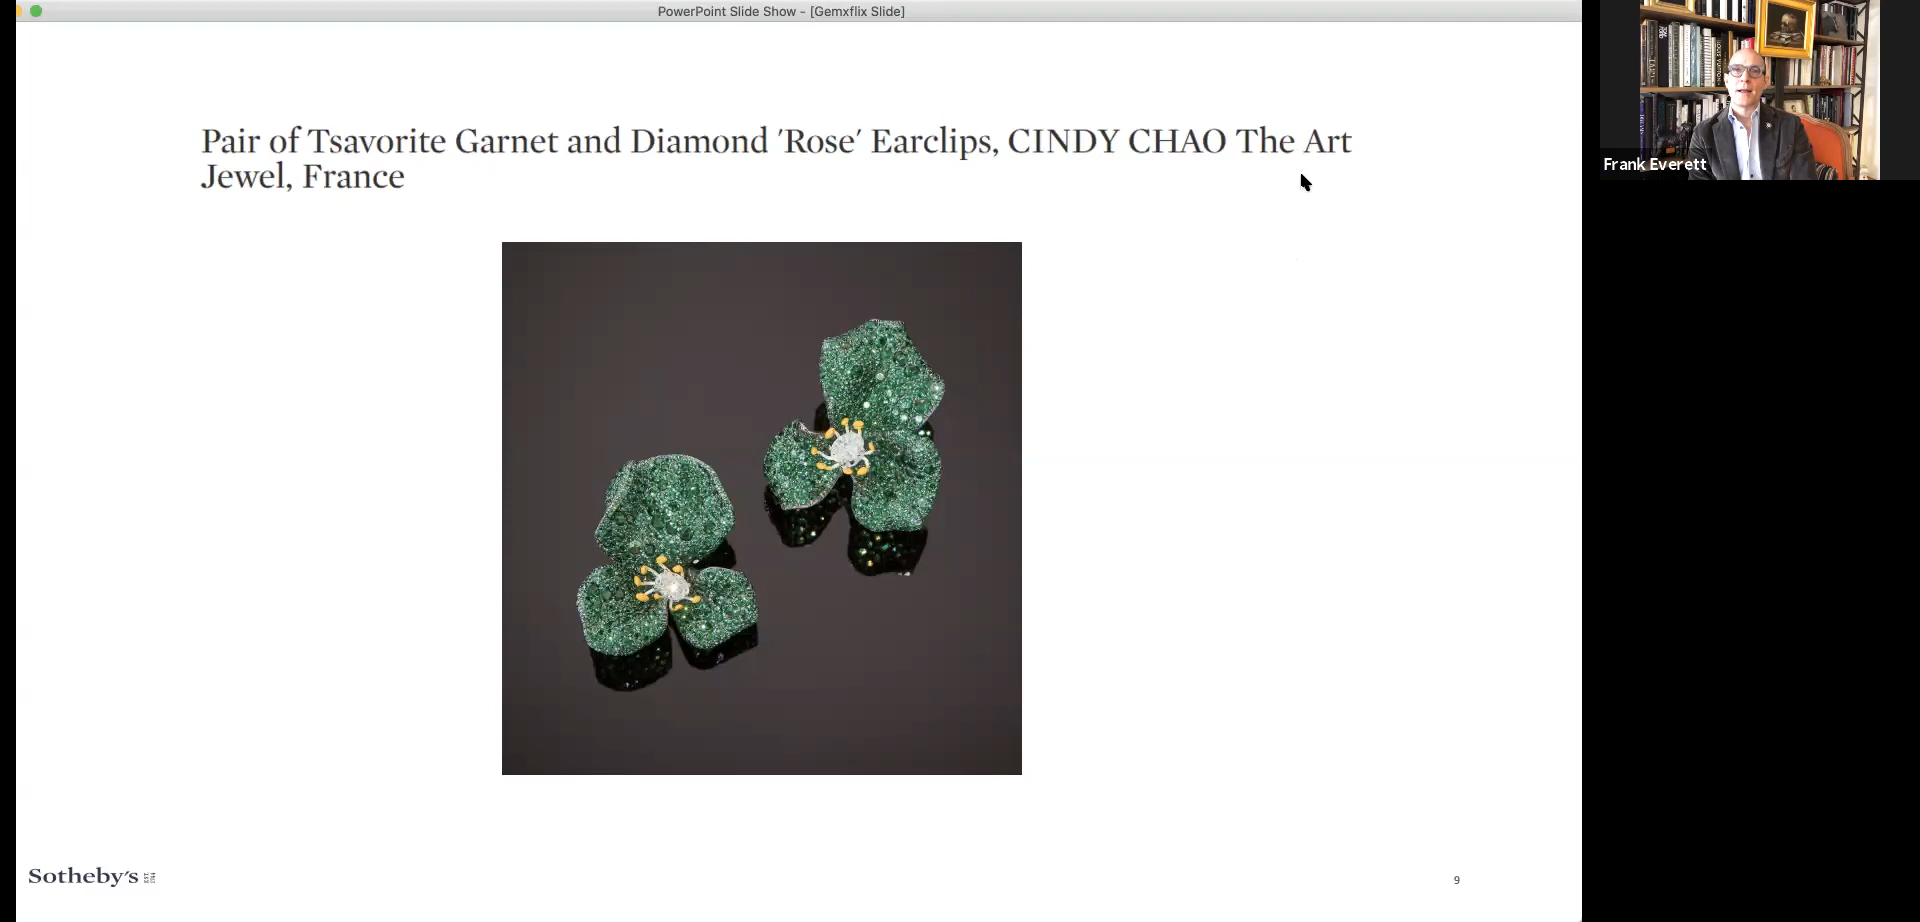 PowerPoint Slide Show - [Gemxflix Slide]
Pair of Tsavorite Garnet and Diamond 'Rose' Earclips, CINDY CHAO The Art
Jewel, France
Frank Everett
Sotheby's
9